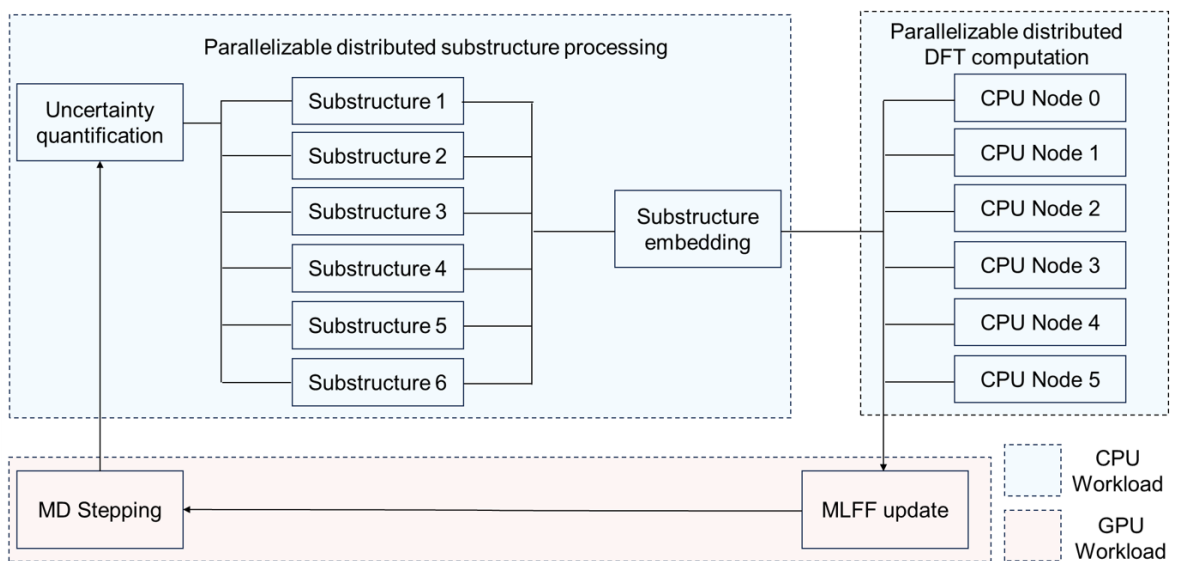 Parallelizable distributed substructure processing
Uncertainty
quantification
Substructure 1
Substructure 2
Substructure 3
Substructure 4
Substructure 5
Substructure 6
Substructure
embedding
Parallelizable distributed
DFT computation
CPU Node 0
CPU Node 1
CPU Node 2
CPU Node 3
CPU Node 4
CPU Node 5
MD Stepping
MLFF update
CPU
Workload
GPU
Workload